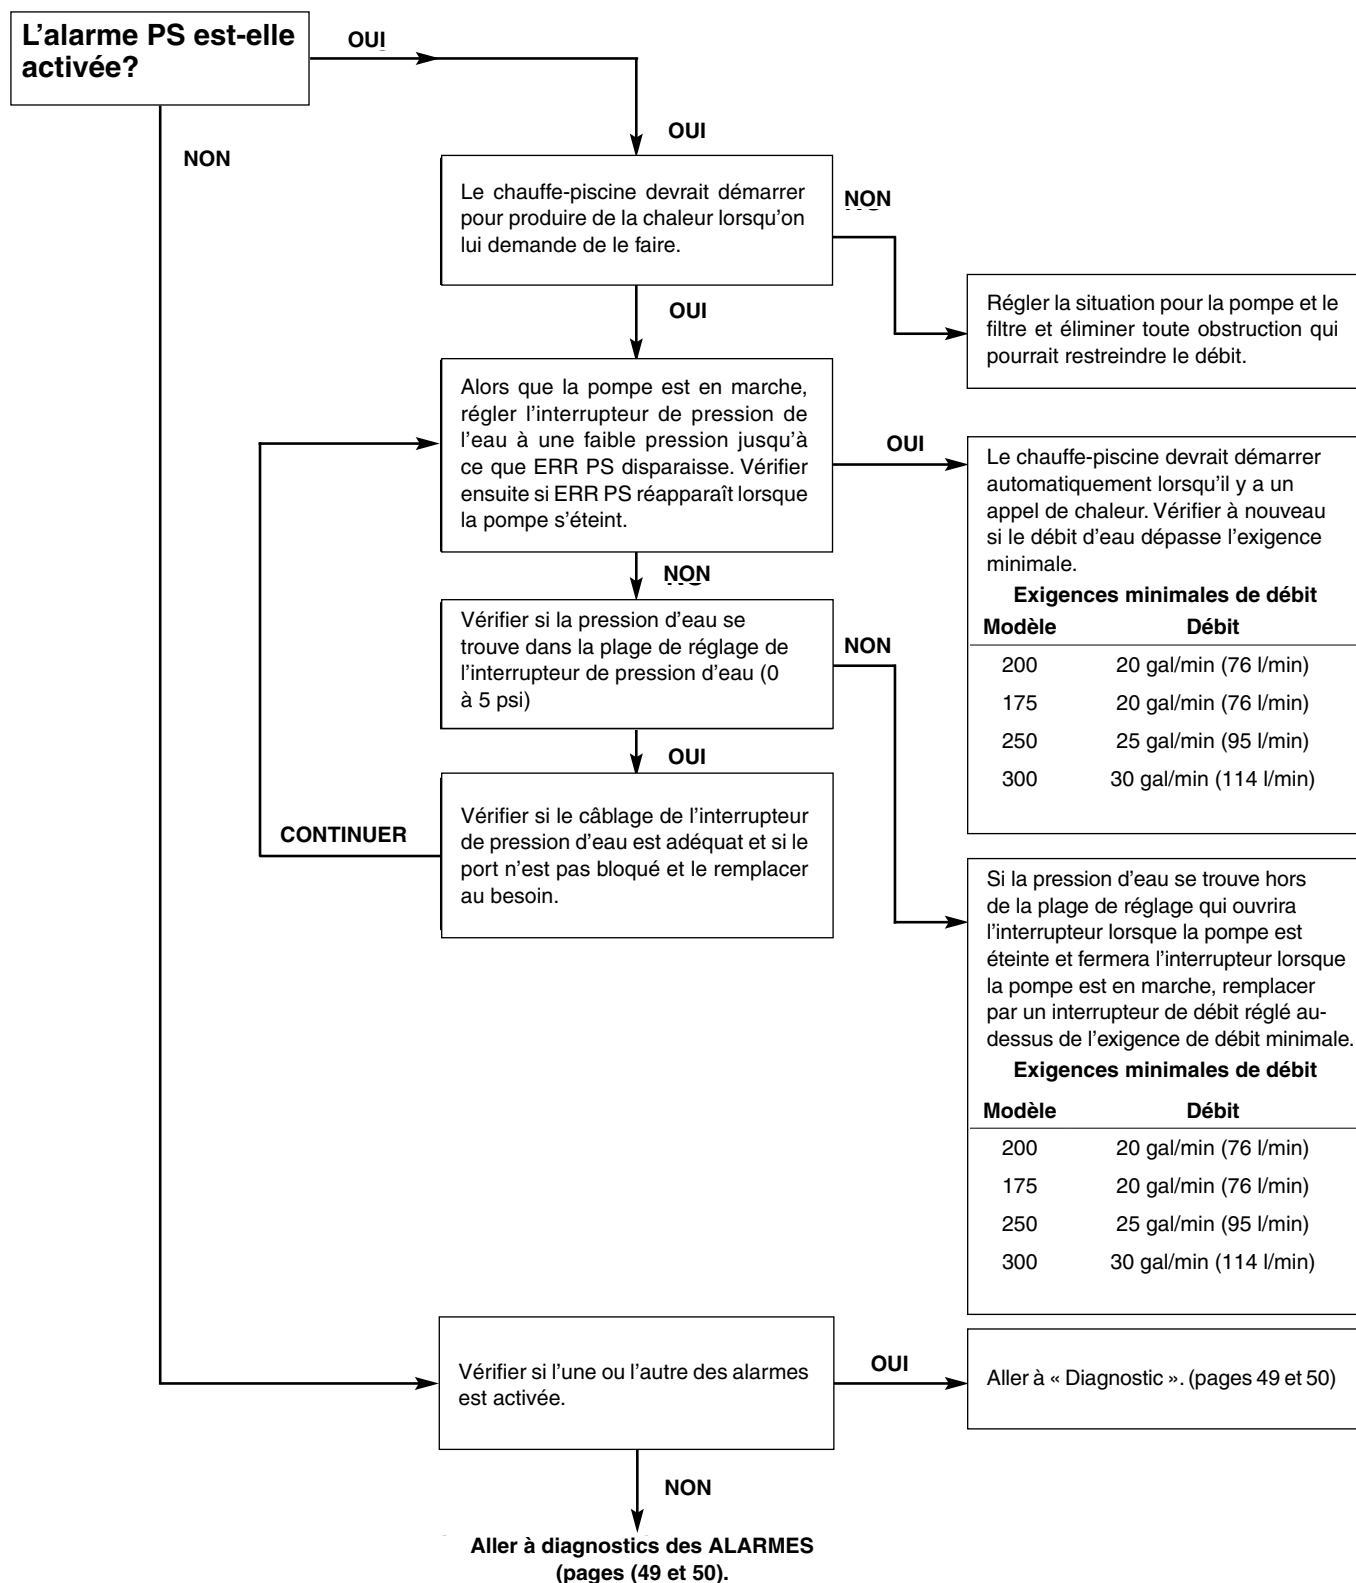 L'alarme PS est-elle
activée?
OUI
NON
OUI
Le chauffe-piscine devrait démarrer
pour produire de la chaleur lorsqu'on
lui demande de le faire.
NON
OUI
Régler la situation pour la pompe et le
filtre et éliminer toute obstruction qui
pourrait restreindre le débit.
Alors que la pompe est en marche,
régler l'interrupteur de pression de
l'eau à une faible pression jusqu'à
ce que ERR PS disparaisse. Vérifier
ensuite si ERR PS réapparaît lorsque
la pompe s'éteint.
OUI
Le chauffe-piscine devrait démarrer
automatiquement lorsqu'il y a un
appel de chaleur. Vérifier à nouveau
si le débit d'eau dépasse l'exigence
minimale.
Exigences minimales de débit
Modèle Débit
200 20 gal/min (76 l/min)
175 20 gal/min (76 l/min)
250 25 gal/min (95 l/min)
300 30 gal/min (114 l/min)
NON
Vérifier si la pression d'eau se
trouve dans la plage de réglage de
l'interrupteur de pression d'eau (0
à 5 psi)
NON
OUI
Vérifier si le câblage de l'interrupteur
de pression d'eau est adéquat et si le
port n'est pas bloqué et le remplacer
au besoin.
CONTINUER
Si la pression d'eau se trouve hors
de la plage de réglage qui ouvrira
l'interrupteur lorsque la pompe est
éteinte et fermera l'interrupteur lorsque
la pompe est en marche, remplacer
par un interrupteur de débit réglé au-
dessus de l'exigence de débit minimale.
Exigences minimales de débit
Modèle Débit
200 20 gal/min (76 l/min)
175 20 gal/min (76 l/min)
250 25 gal/min (95 l/min)
300 30 gal/min (114 l/min)
Vérifier si l'une ou l'autre des alarmes
est activée.
OUI
Aller à « Diagnostic ». (pages 49 et 50)
NON
Aller à diagnostics des ALARMES
(pages (49 et 50).